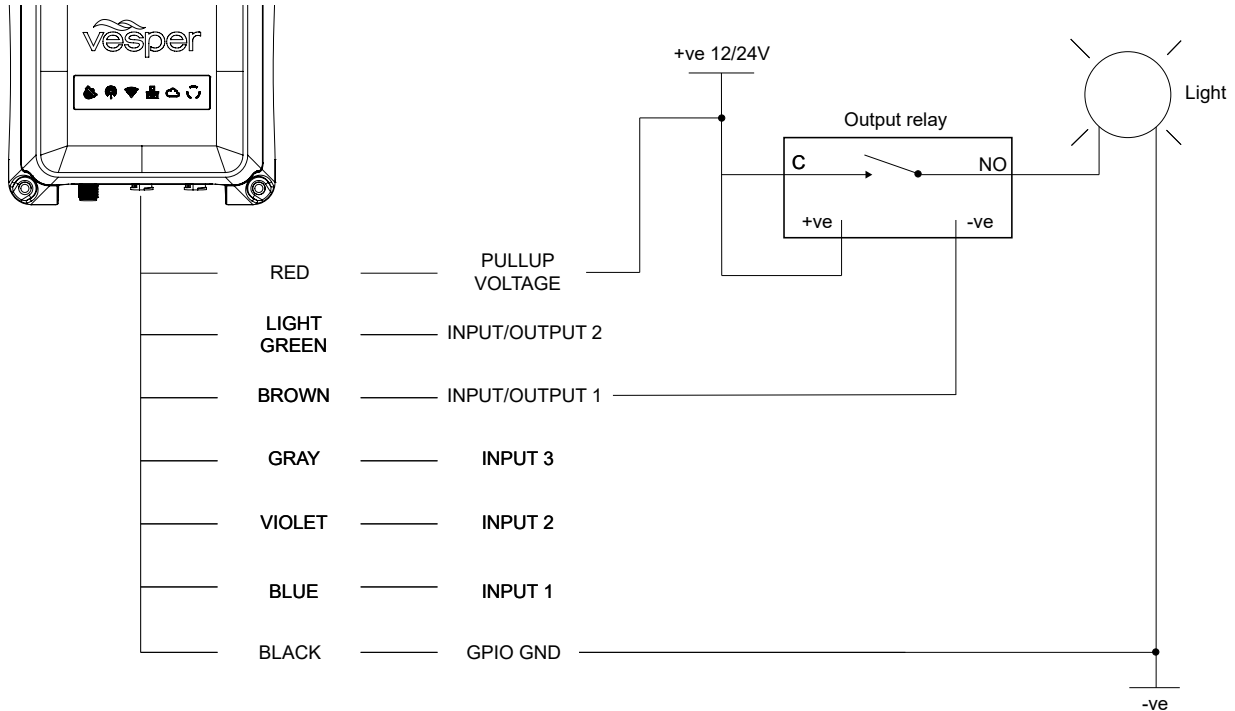 vesper
+ve 12/24V
Light
Output relay
C
NO
+ve
-ve
RED
PULLUP
VOLTAGE
LIGHT
GREEN
INPUT/OUTPUT 2
BROWN
INPUT/OUTPUT 1
GRAY
INPUT 3
VIOLET
INPUT 2
BLUE
INPUT 1
BLACK
GPIO GND
-ve